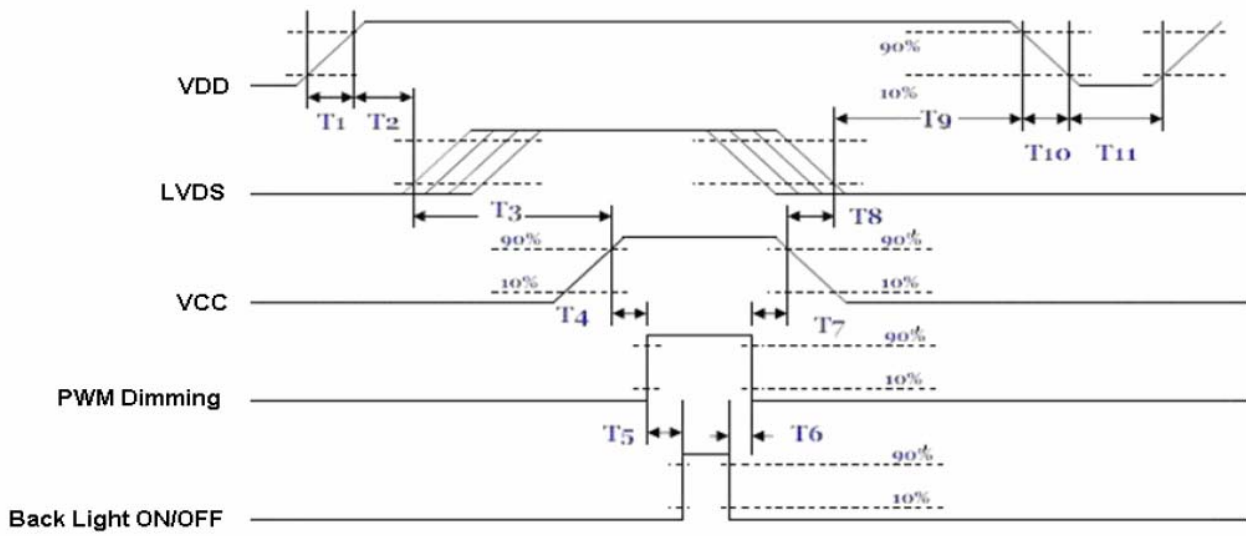 90%
VDD
10%
T1 T2 T9 T10 T11
LVDS
T3 T8
90% 90%
10% 10%
VCC
T4 T7
90%
10%
PWM Dimming
T5 T6
90%
10%
Back Light ON/OFF